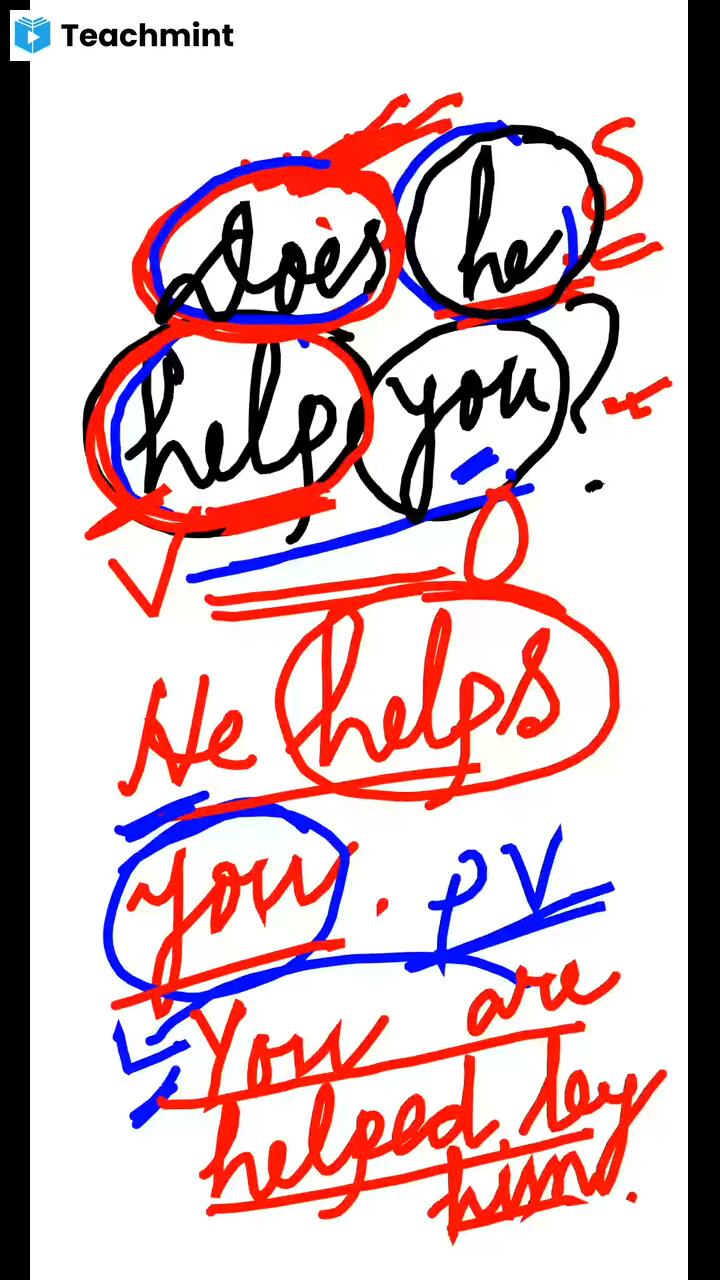 Teachmint
Does he S
help you?
O
He helps
you. PV
You are
helped by
him.